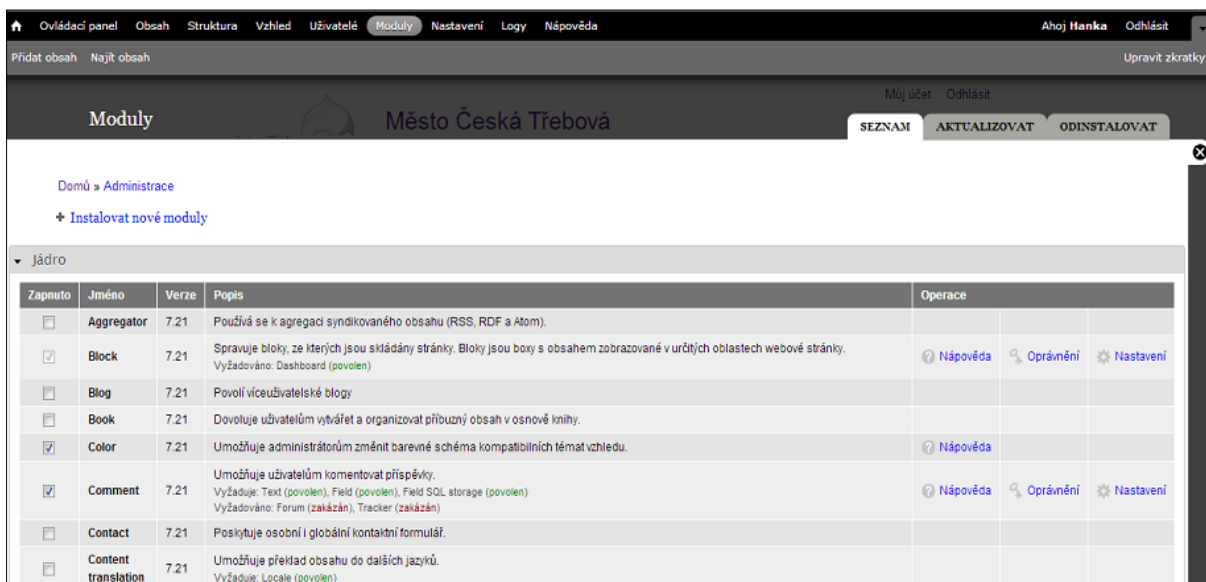 Ovládací panel Obsah Struktura Vzhled Uživatelé Moduly Nastavení Logy Nápověda Ahoj Hanka Odhlásit
Přidat obsah Najít obsah Upravit zkratky
Můj účet Odhlásit
Moduly Město Česká Třebová SEZNAM AKTUALIZOVAT ODINSTALOVAT
Domů » Administrace
+ Instalovat nové moduly
Jádro
Zapnuto Jméno Verze Popis Operace
Aggregator 7.21 Používá se k agregaci syndikovaného obsahu (RSS, RDF a Atom).
Block 7.21 Spravuje bloky, ze kterých jsou skládány stránky. Bloky jsou boxy s obsahem zobrazované v určitých oblastech webové stránky. Nápověda Oprávnění Nastavení
Vyžadováno: Dashboard (povolen)
Blog 7.21 Povolí víceuživatelské blogy
Book 7.21 Dovoluje uživatelům vytvářet a organizovat příbuzný obsah v osnově knihy.
Color 7.21 Umožňuje administrátorům změnit barevné schéma kompatibilních témat vzhledu. Nápověda
Comment 7.21 Umožňuje uživatelům komentovat příspěvky. Nápověda Oprávnění Nastavení
Vyžaduje: Text (povolen), Field (povolen), Field SQL storage (povolen)
Vyžadováno: Forum (zakázán), Tracker (zakázán)
Contact 7.21 Poskytuje osobní i globální kontaktní formulář.
Content translation 7.21 Umožňuje překlad obsahu do dalších jazyků.
Vyžaduje: Locale (povolen)